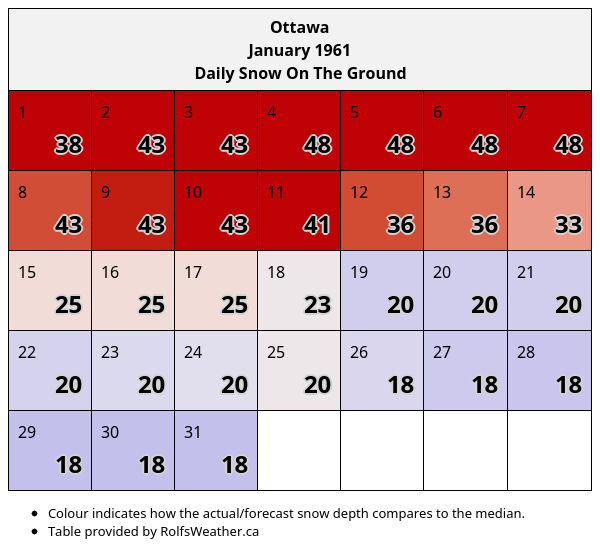 Ottawa
January 1961
Daily Snow On The Ground
1 2 3 4 5 6 7
38 43 43 48 48 48 48
8 9 10 11 12 13 14
43 43 43 41 36 36 33
15 16 17 18 19 20 21
25 25 25 23 20 20 20
22 23 24 25 26 27 28
20 20 20 20 18 18 18
29 30 31
18 18 18
• Colour indicates how the actual/forecast snow depth compares to the median.
• Table provided by RolfsWeather.ca